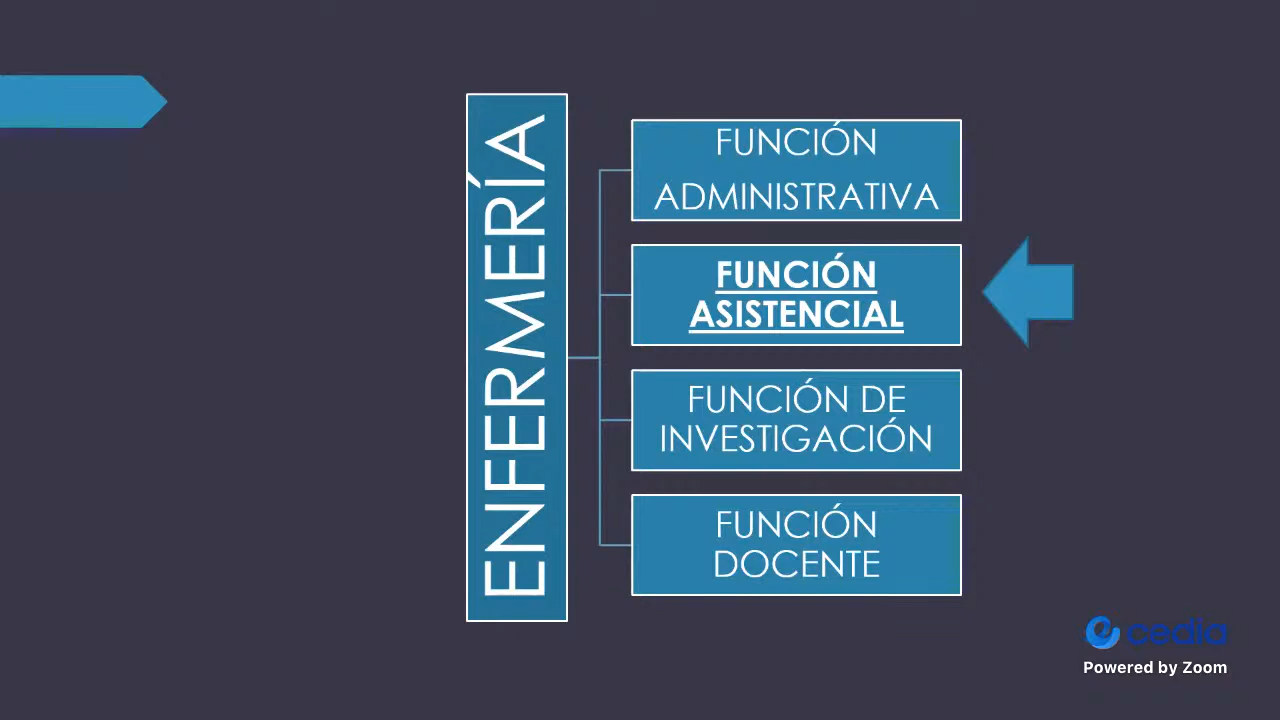 ENFERMERÍA
FUNCIÓN
ADMINISTRATIVA
FUNCIÓN
ASISTENCIAL
FUNCIÓN DE
INVESTIGACIÓN
FUNCIÓN
DOCENTE
cedia
Powered by Zoom